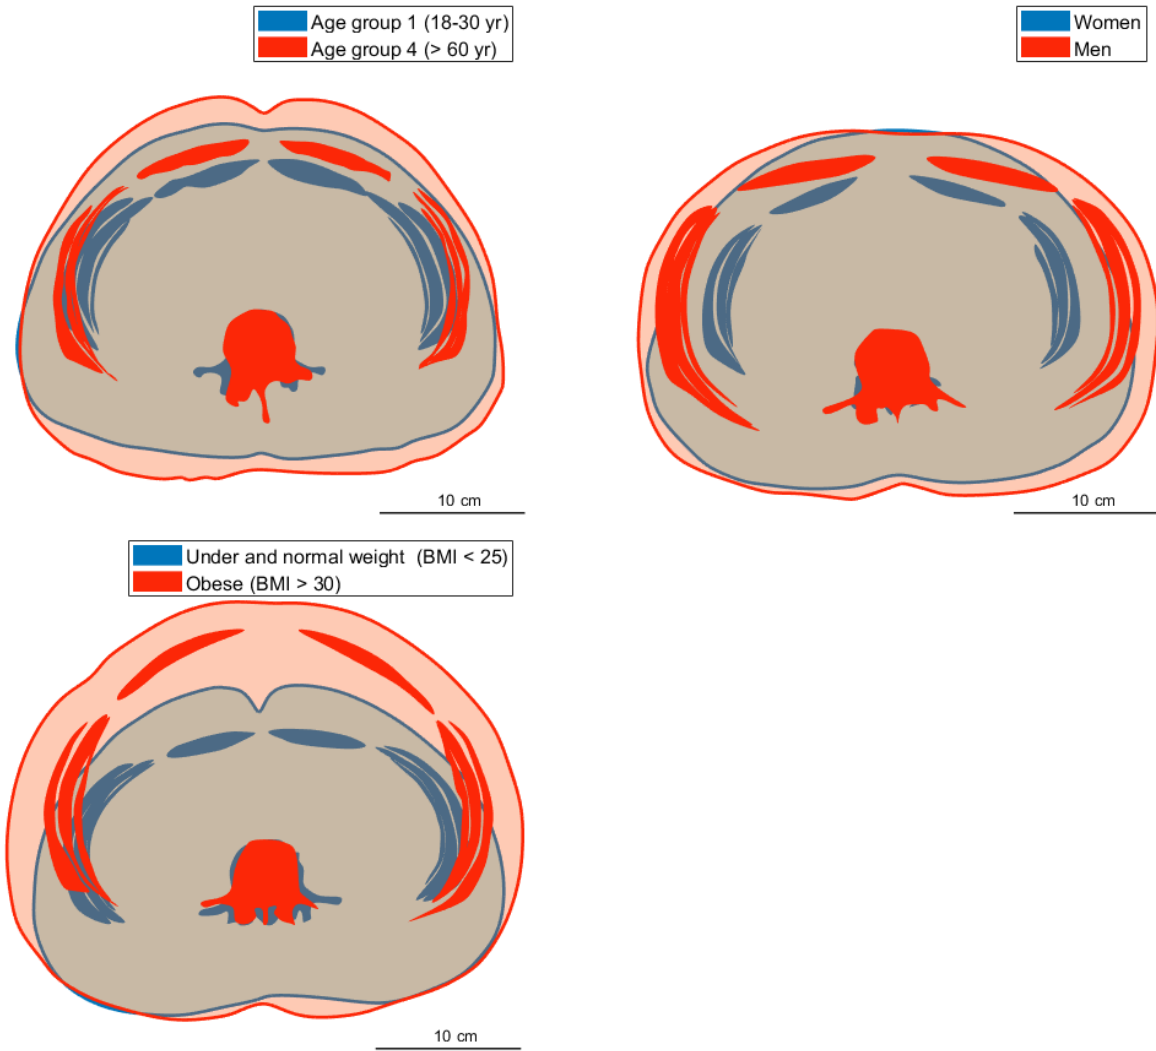 Age group 1 (18-30 yr)
Age group 4 (> 60 yr)
Women
Men
10 cm
10 cm
Under and normal weight  (BMI < 25)
Obese (BMI > 30)
10 cm